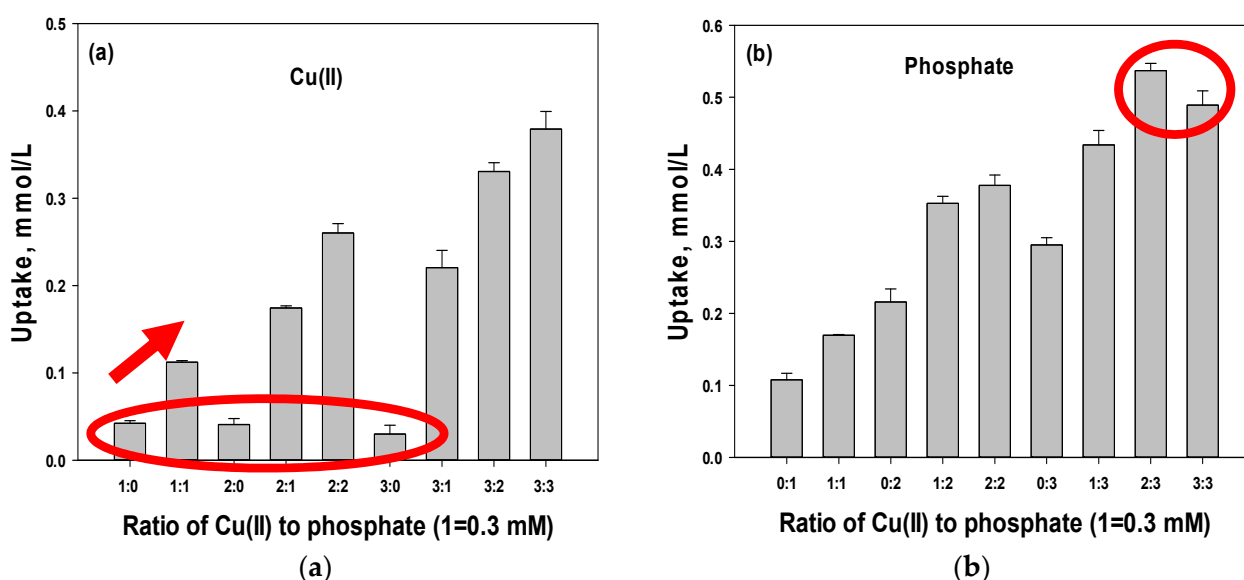 (a)
Cu(II)
Uptake, mmol/L
0.5
0.4
0.3
0.2
0.1
0.0
1:0 1:1 2:0 2:1 2:2 3:0 3:1 3:2 3:3
Ratio of Cu(II) to phosphate (1=0.3 mM)
(a)
(b)
Phosphate
Uptake, mmol/L
0.6
0.5
0.4
0.3
0.2
0.1
0.0
0:1 1:1 0:2 1:2 2:2 0:3 1:3 2:3 3:3
Ratio of Cu(II) to phosphate (1=0.3 mM)
(b)